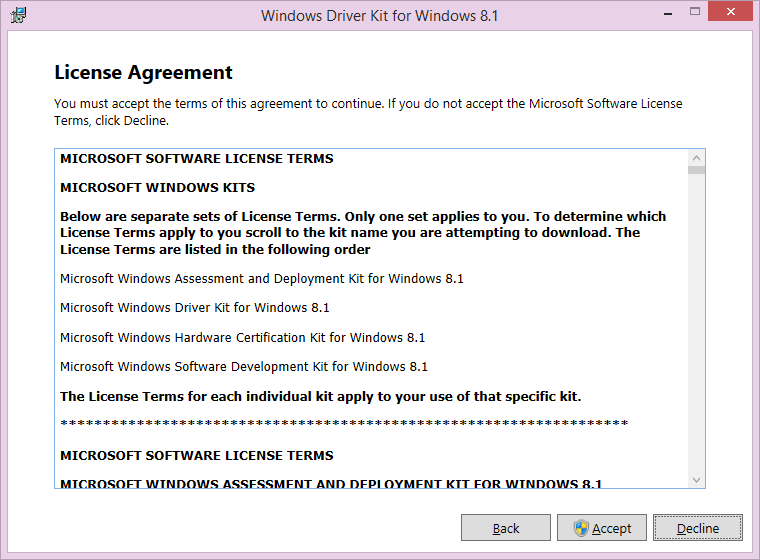 Windows Driver Kit for Windows 8.1
License Agreement
You must accept the terms of this agreement to continue. If you do not accept the Microsoft Software License
Terms, click Decline.
MICROSOFT SOFTWARE LICENSE TERMS
MICROSOFT WINDOWS KITS
Below are separate sets of License Terms. Only one set applies to you. To determine which
License Terms apply to you scroll to the kit name you are attempting to download. The
License Terms are listed in the following order
Microsoft Windows Assessment and Deployment Kit for Windows 8.1
Microsoft Windows Driver Kit for Windows 8.1
Microsoft Windows Hardware Certification Kit for Windows 8.1
Microsoft Windows Software Development Kit for Windows 8.1
The License Terms for each individual kit apply to your use of that specific kit.
*******************************************************************
MICROSOFT SOFTWARE LICENSE TERMS
MICROSOFT WINDOWS ASSESSMENT AND DEPLOYMENT KIT FOR WINDOWS 8.1
Back Accept Decline